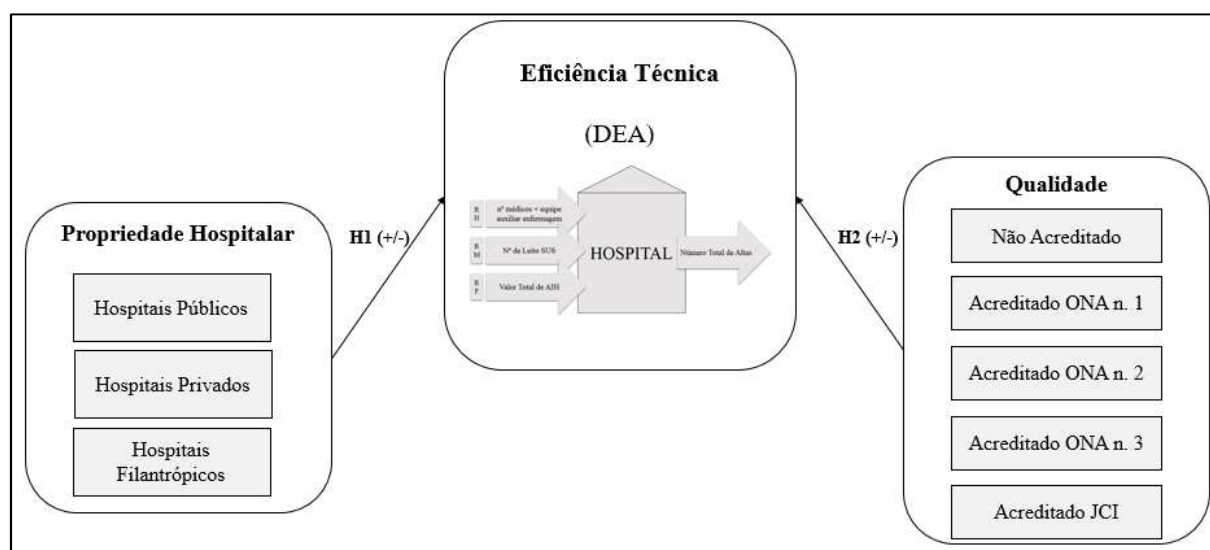 Eficiência Técnica
(DEA)
R
H
nº médicos + equipe
auxiliar enfermagem
R
M
Nº de Leito SUS
R
F
Valor Total de AIH
HOSPITAL
Número Total de Altas
Propriedade Hospitalar
Hospitais Públicos
Hospitais Privados
Hospitais
Filantrópicos
H1 (+/-)
H2 (+/-)
Qualidade
Não Acreditado
Acreditado ONA n. 1
Acreditado ONA n. 2
Acreditado ONA n. 3
Acreditado JCI